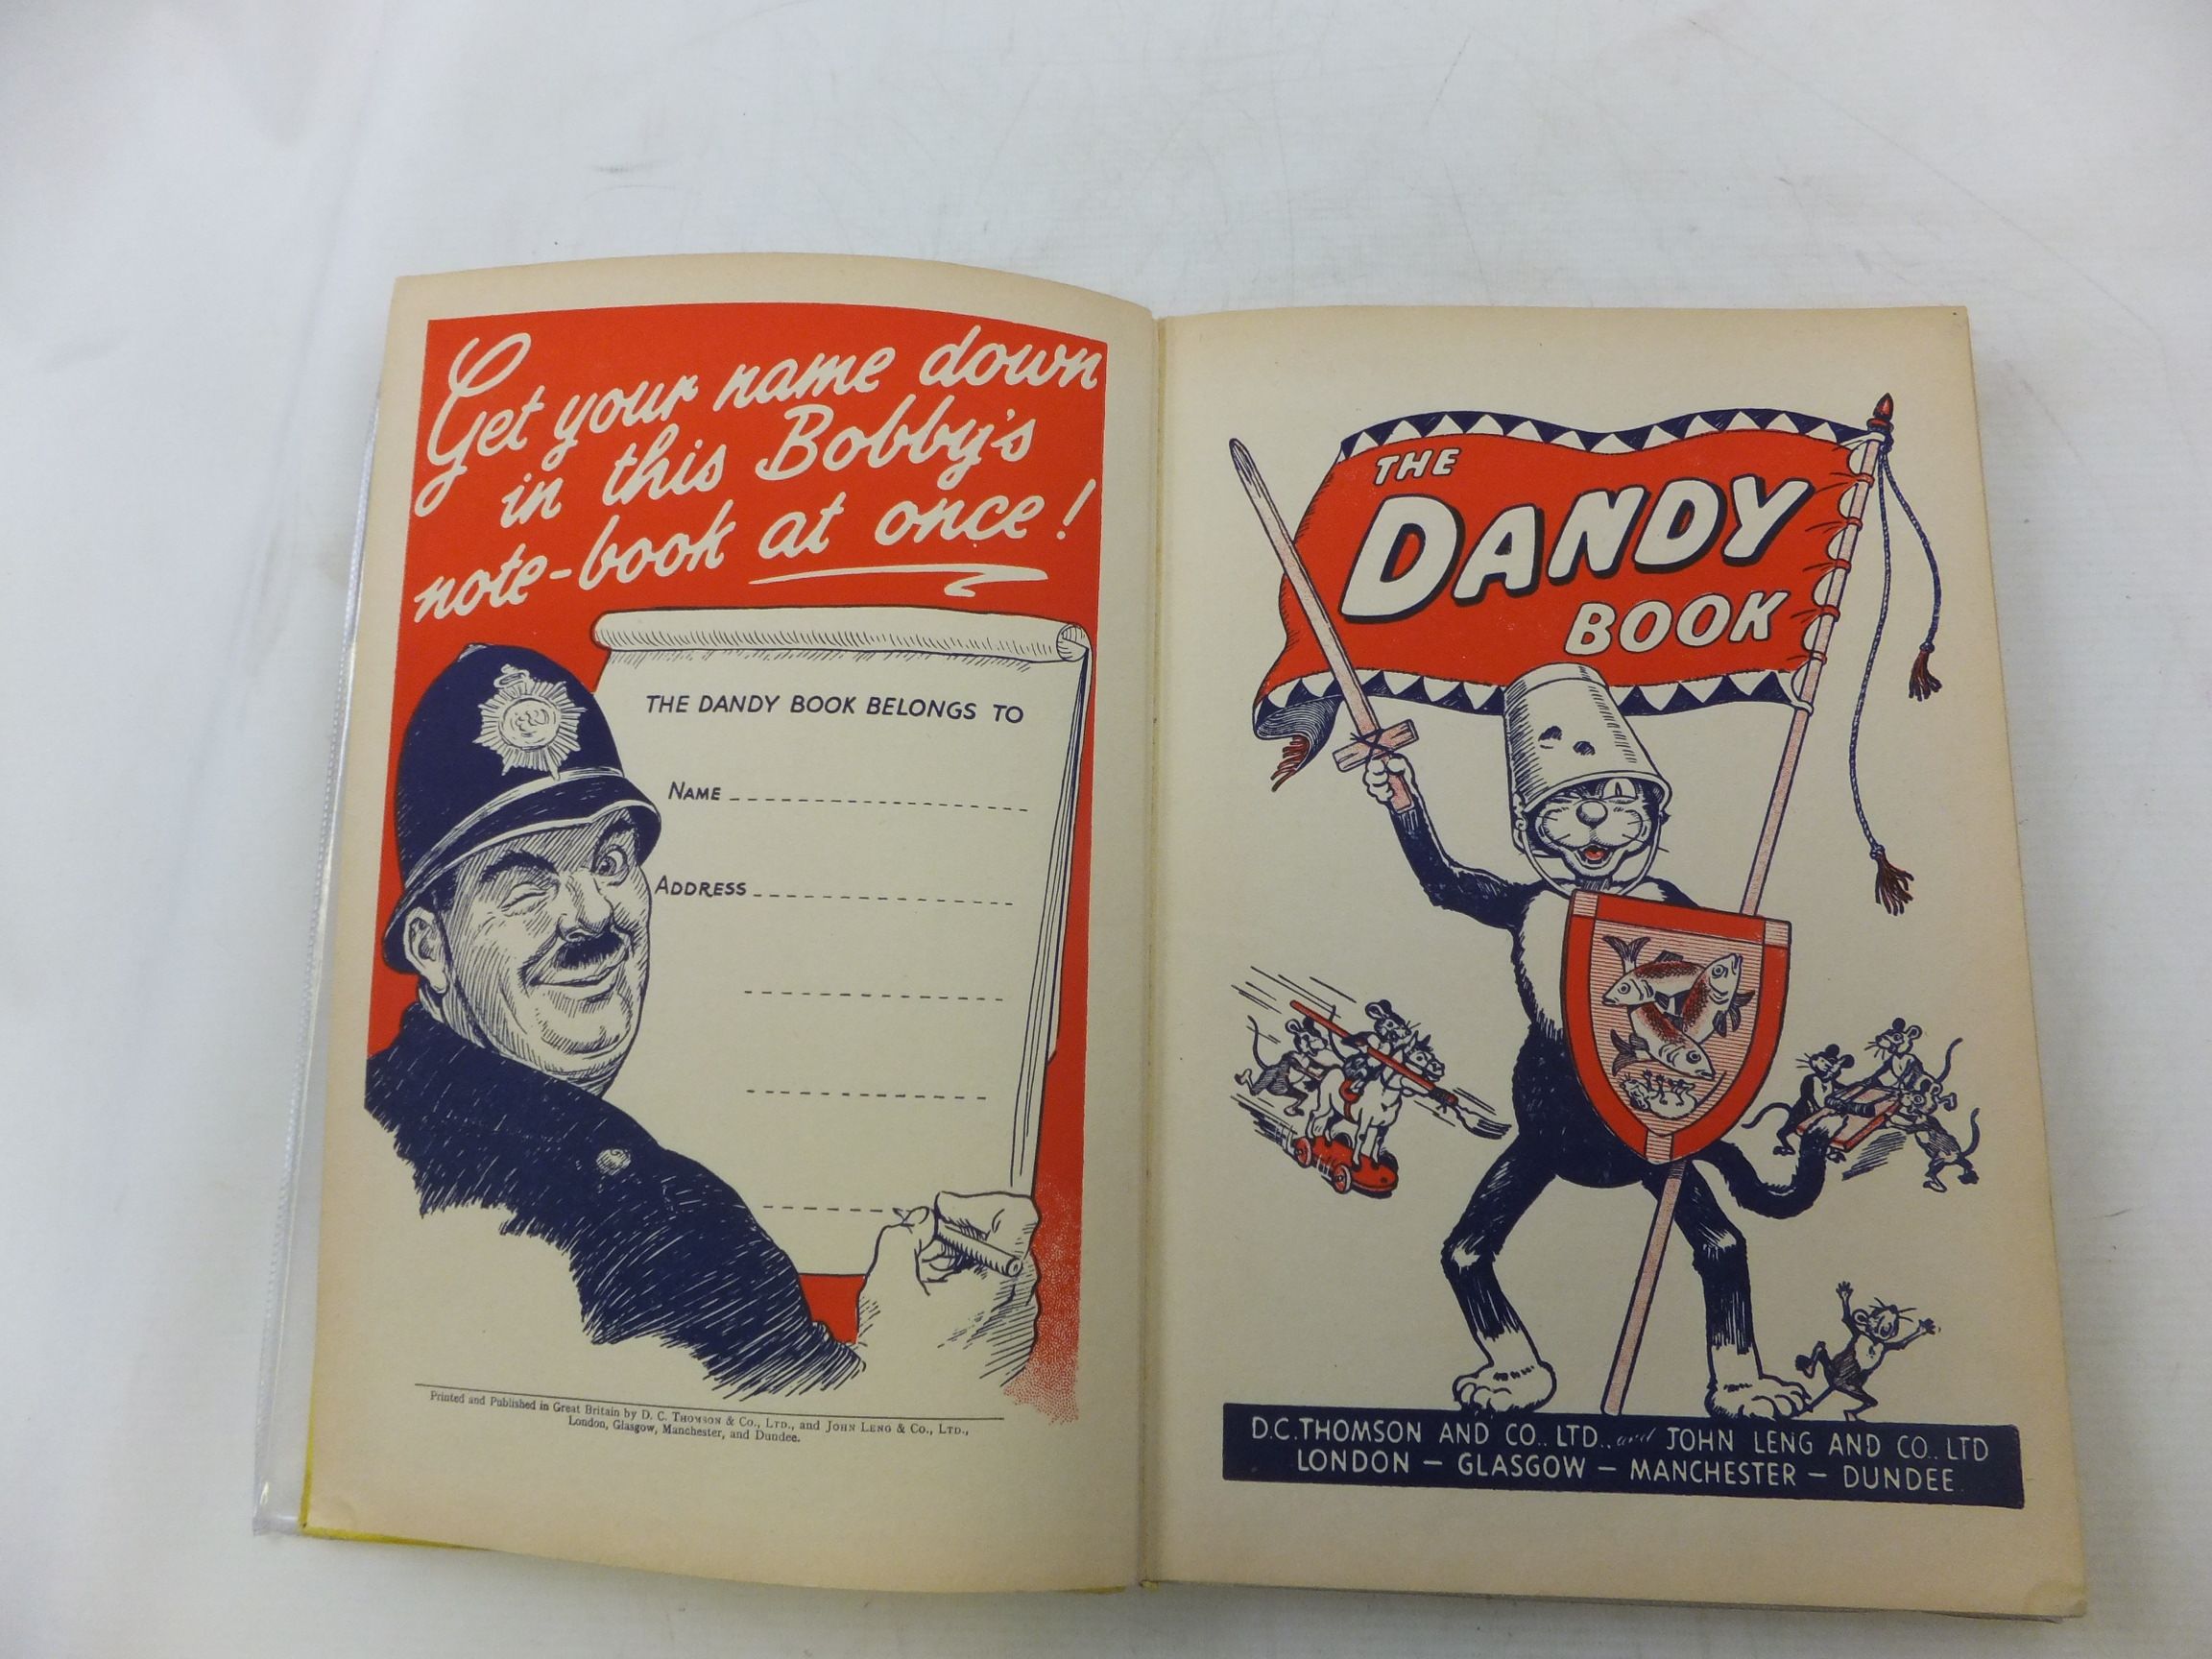 Get your name down
in this Bobby's
note-book at once!
THE DANDY BOOK BELONGS TO
NAME
ADDRESS
Printed and Published in Great Britain by D. C. THOMSON & CO., LTD., and JOHN LENG & CO., LTD.,
London, Glasgow, Manchester, and Dundee.
THE
DANDY
BOOK
D.C. THOMSON AND CO., LTD., and JOHN LENG AND CO., LTD
LONDON – GLASGOW – MANCHESTER – DUNDEE